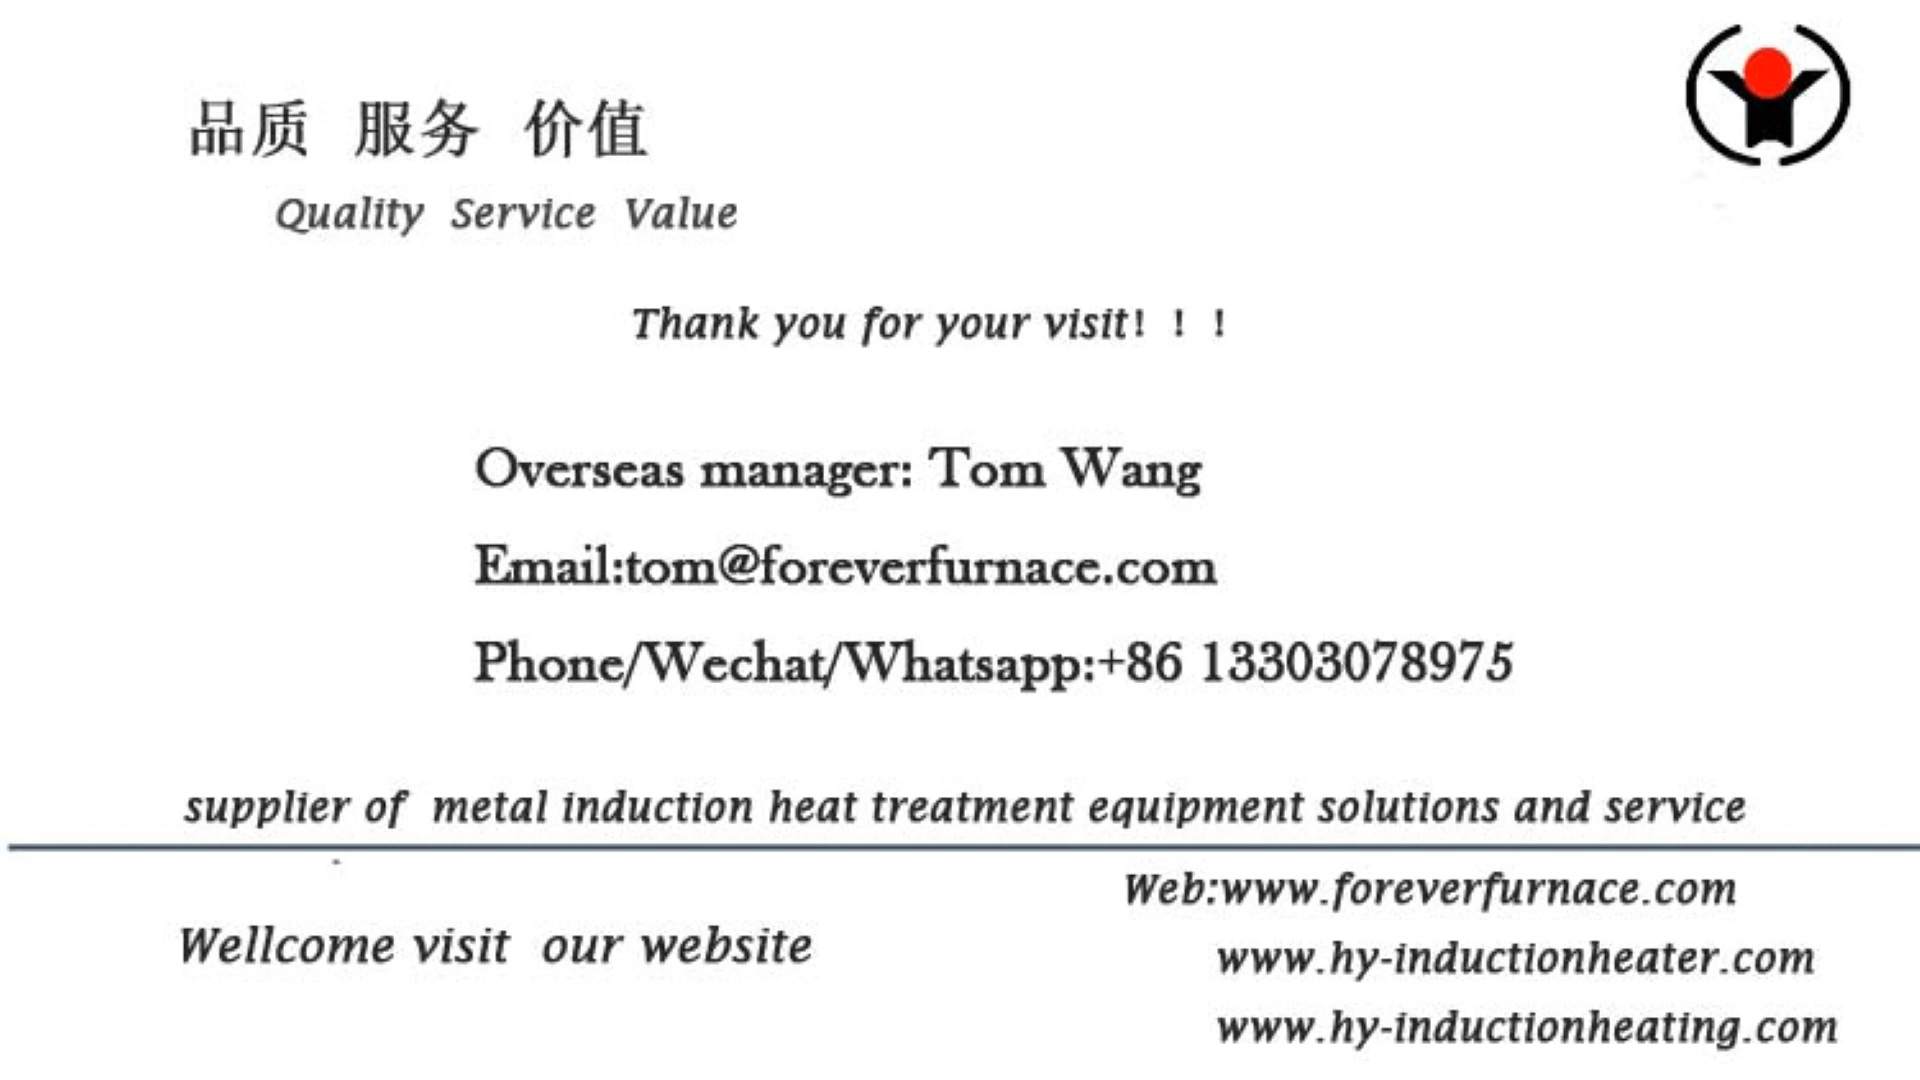 品质 服务 价值
Quality Service Value
Thank you for your visit！！！
Overseas manager: Tom Wang
Email:tom@foreverfurnace.com
Phone/Wechat/Whatsapp:+86 13303078975
supplier of metal induction heat treatment equipment solutions and service
Wellcome visit our website
Web:www.foreverfurnace.com
www.hy-inductionheater.com
www.hy-inductionheating.com